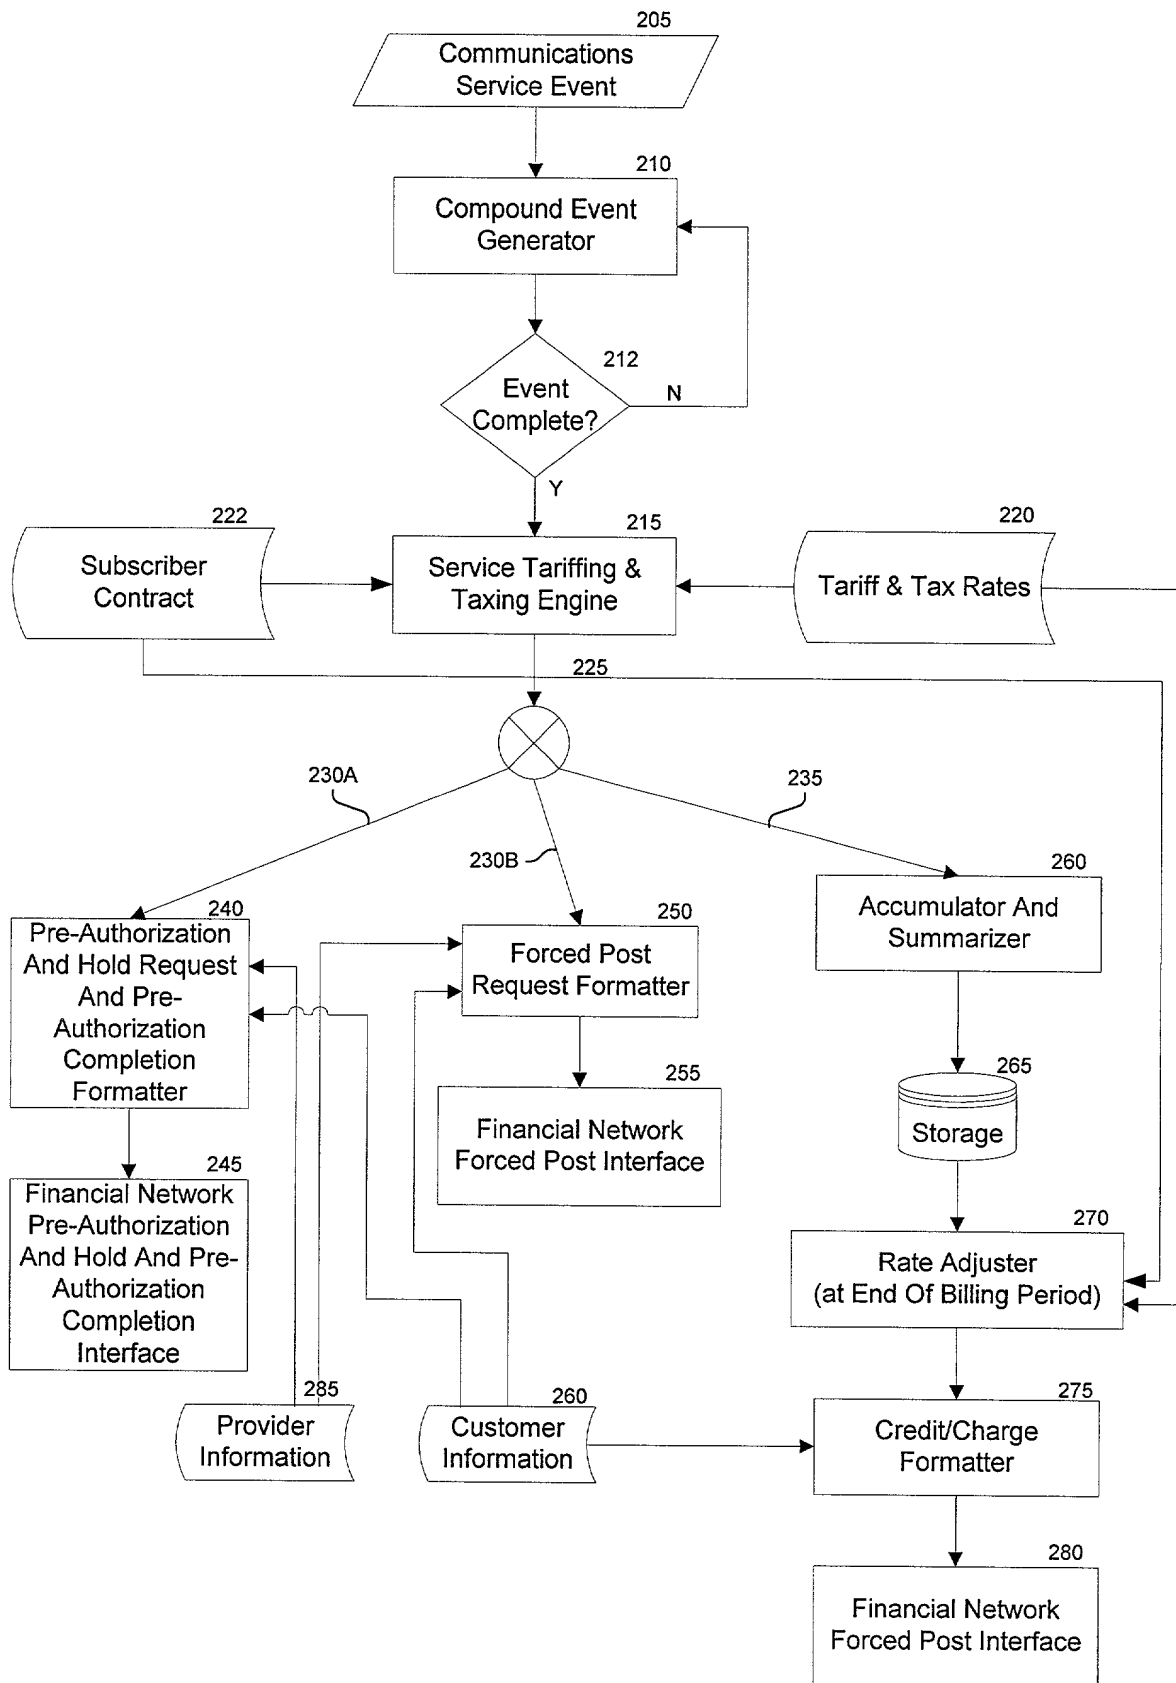 205
Communications
Service Event
210
Compound Event
Generator
212
Event
Complete?
N
Y
222
Subscriber
Contract
215
Service Tariffing &
Taxing Engine
220
Tariff & Tax Rates
225
230A
230B
235
240
Pre-Authorization
And Hold Request
And Pre-
Authorization
Completion
Formatter
250
Forced Post
Request Formatter
260
Accumulator And
Summarizer
255
Financial Network
Forced Post Interface
265
Storage
245
Financial Network
Pre-Authorization
And Hold And Pre-
Authorization
Completion
Interface
270
Rate Adjuster
(at End Of Billing Period)
285
Provider
Information
260
Customer
Information
275
Credit/Charge
Formatter
280
Financial Network
Forced Post Interface